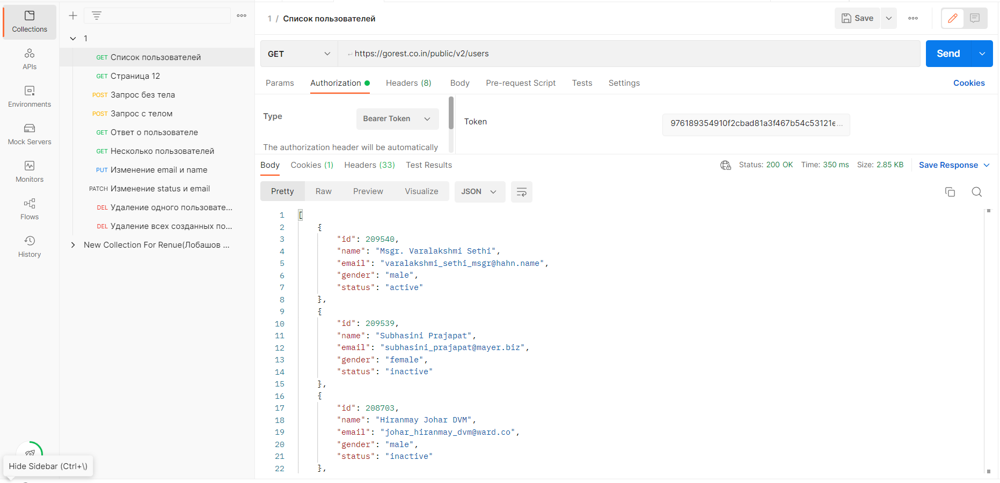 Collections
APIs
Environments
Mock Servers
Monitors
Flows
History
Hide Sidebar (Ctrl+\)
1
GET Список пользователей
GET Страница 12
POST Запрос без тела
POST Запрос с телом
GET Ответ о пользователе
GET Несколько пользователей
PUT Изменение email и name
PATCH Изменение status и email
DEL Удаление одного пользовате...
DEL Удаление всех созданных по...
New Collection For Renue(Лобашов ...
1 / Список пользователей
Save
GET
https://gorest.co.in/public/v2/users
Send
Params Authorization Headers (8) Body Pre-request Script Tests Settings Cookies
Type Bearer Token
The authorization header will be automatically
Token 976189354910f2cbad81a3f467b54c53121e...
Body Cookies (1) Headers (33) Test Results Status: 200 OK Time: 350 ms Size: 2.85 KB Save Response
Pretty Raw Preview Visualize JSON
1 [
2 {
3 "id": 209540,
4 "name": "Msgr. Varalakshmi Sethi",
5 "email": "varalakshmi_sethi_msgr@hahn.name",
6 "gender": "male",
7 "status": "active"
8 },
9 {
10 "id": 209539,
11 "name": "Subhasini Prajapat",
12 "email": "subhasini_prajapat@mayer.biz",
13 "gender": "female",
14 "status": "inactive"
15 },
16 {
17 "id": 208703,
18 "name": "Hiranmay Johar DVM",
19 "email": "johar_hiranmay_dvm@ward.co",
20 "gender": "male",
21 "status": "inactive"
22 },